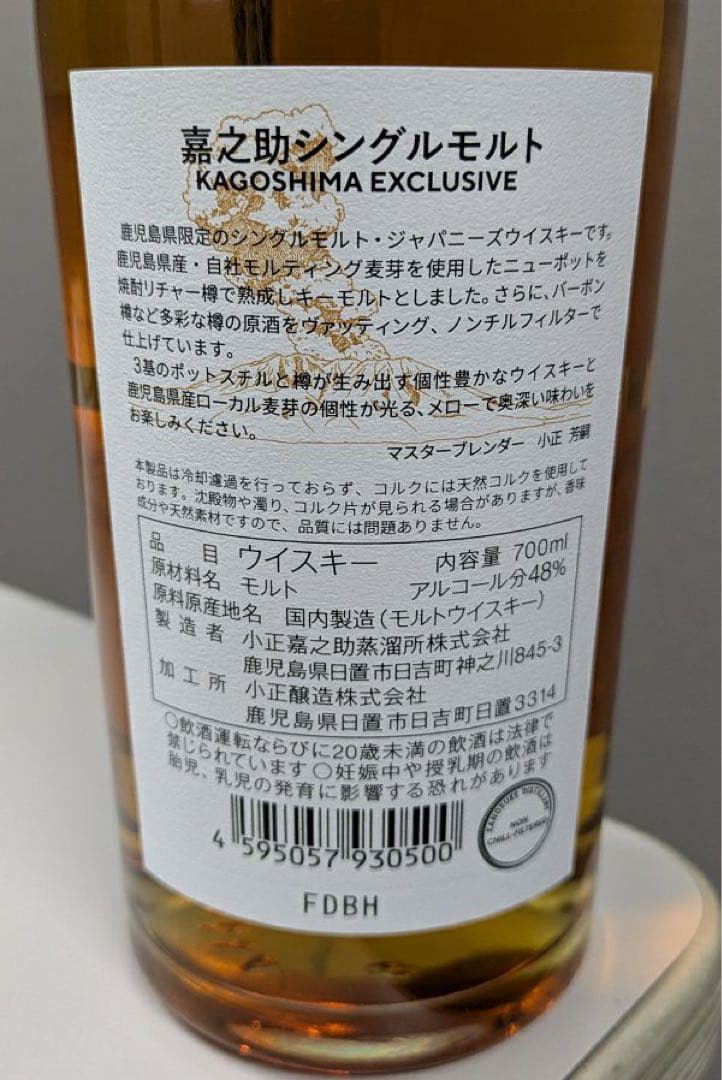 嘉之助シングルモルト
KAGOSHIMA EXCLUSIVE
鹿児島県限定のシングルモルト・ジャパニーズウイスキーです。
鹿児島県産・自社モルティング麦芽を使用したニューポットを
焼酎リチャー樽で熟成しキーモルトとしました。さらに、バーボン
樽など多彩な樽の原酒をヴァッティング、ノンチルフィルターで
仕上げています。
3基のポットスチルと樽が生み出す個性豊かなウイスキーと
鹿児島県産ローカル麦芽の個性が光る、メローで奥深い味わいを
お楽しみください。
マスターブレンダー 小正 芳嗣
本製品は冷却濾過を行っておらず、コルクには天然コルクを使用して
おります。沈殿物や濁り、コルク片が見られる場合がありますが、香味
成分や天然素材ですので、品質には問題ありません。
品目 ウイスキー 内容量 700ml
原材料名 モルト アルコール分48%
原料原産地名 国内製造(モルトウイスキー)
製造者 小正嘉之助蒸溜所株式会社
鹿児島県日置市日吉町神之川845-3
加工所 小正醸造株式会社
鹿児島県日置市日吉町日置3314
○飲酒運転ならびに20歳未満の飲酒は法律で
禁じられています ○妊娠中や授乳期の飲酒は
胎児、乳児の発育に影響する恐れがあります
4 595057 930500
KANOSUKE DISTILLERY
NON
CHILL-FILTERED
FDBH